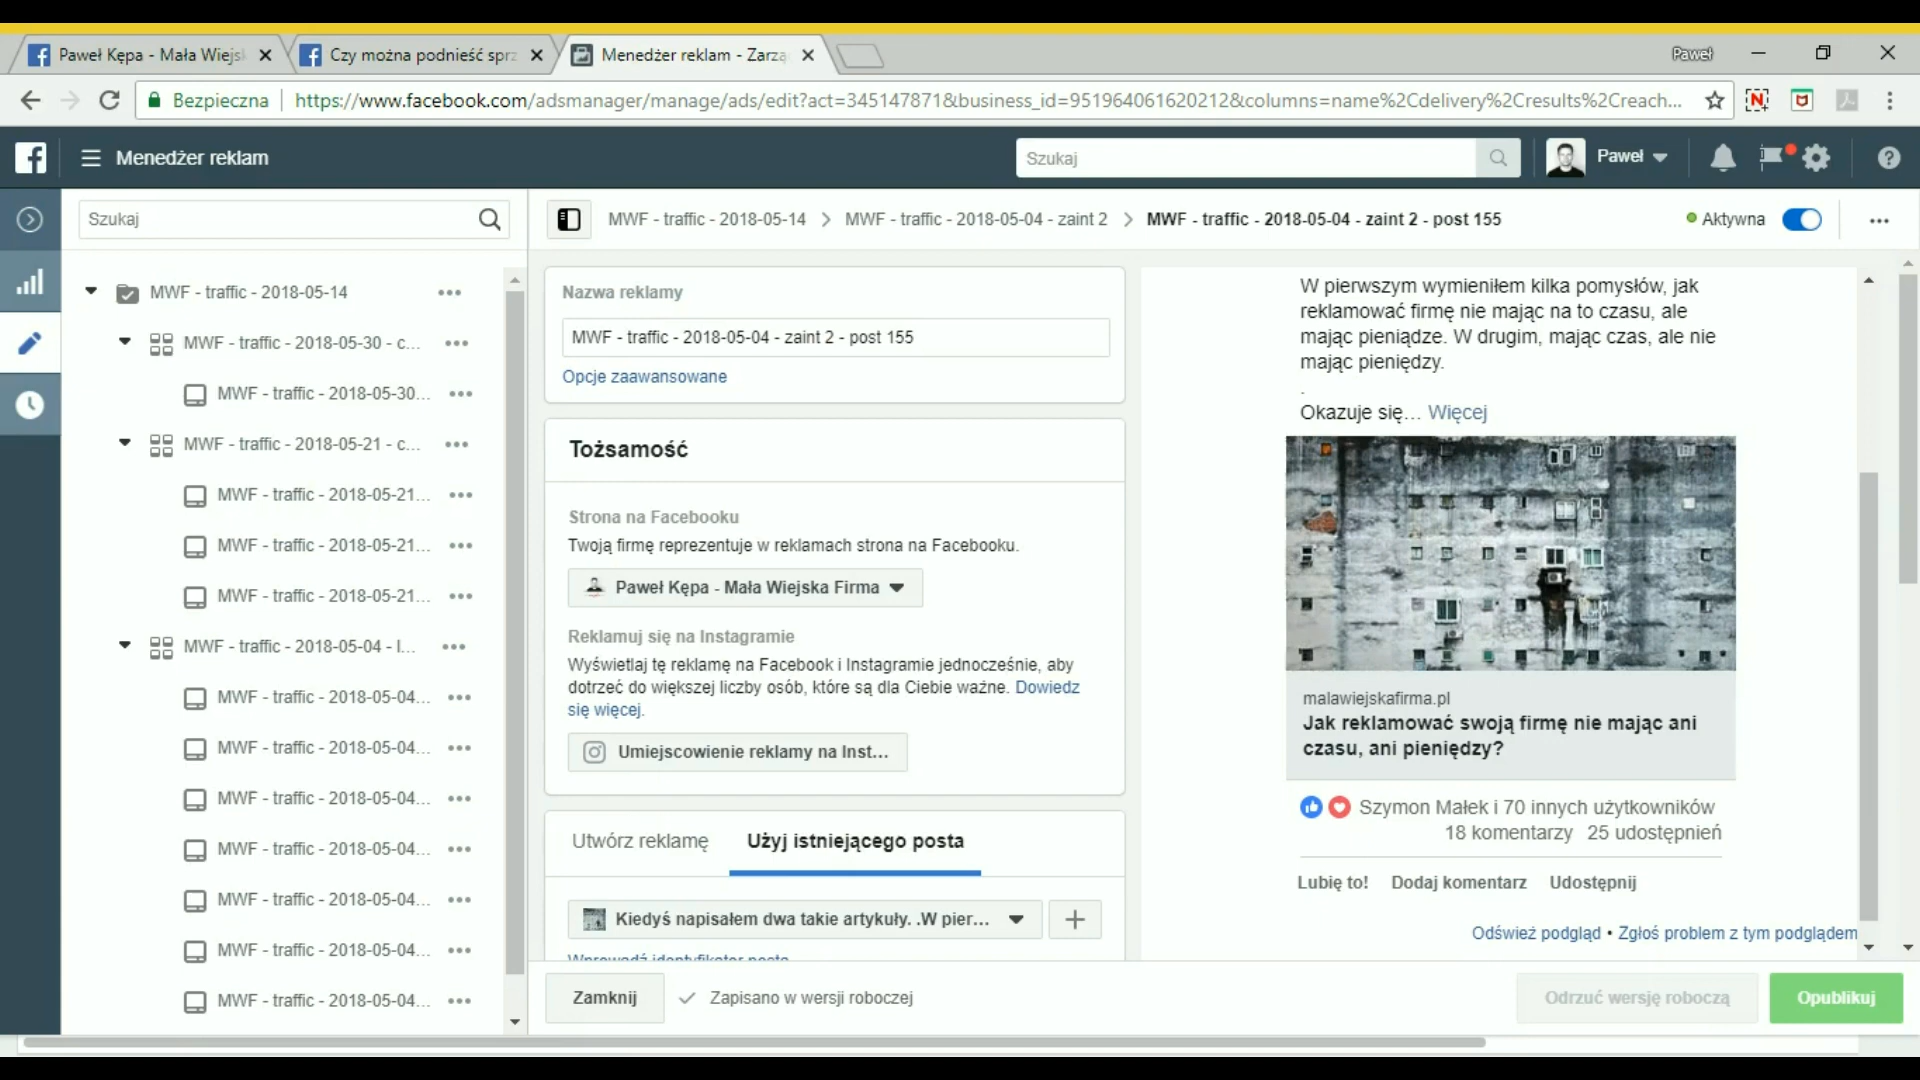 Paweł Kępa - Mała Wiejs
Czy można podnieść sprz
Menedżer reklam - Zarzą
Paweł
Bezpieczna
https://www.facebook.com/adsmanager/manage/ads/edit?act=345147871&business_id=951964061620212&columns=name%2Cdelivery%2Cresults%2Creach...
Menedżer reklam
Szukaj
Paweł
Szukaj
MWF - traffic - 2018-05-14
MWF - traffic - 2018-05-04 - zaint 2
MWF - traffic - 2018-05-04 - zaint 2 - post 155
Aktywna
MWF - traffic - 2018-05-14
MWF - traffic - 2018-05-30 - c...
MWF - traffic - 2018-05-30...
MWF - traffic - 2018-05-21 - c...
MWF - traffic - 2018-05-21...
MWF - traffic - 2018-05-21...
MWF - traffic - 2018-05-21...
MWF - traffic - 2018-05-04 - l...
MWF - traffic - 2018-05-04...
MWF - traffic - 2018-05-04...
MWF - traffic - 2018-05-04...
MWF - traffic - 2018-05-04...
MWF - traffic - 2018-05-04...
MWF - traffic - 2018-05-04...
MWF - traffic - 2018-05-04...
Nazwa reklamy
MWF - traffic - 2018-05-04 - zaint 2 - post 155
Opcje zaawansowane
Tożsamość
Strona na Facebooku
Twoją firmę reprezentuje w reklamach strona na Facebooku.
Paweł Kępa - Mała Wiejska Firma
Reklamuj się na Instagramie
Wyświetlaj tę reklamę na Facebook i Instagramie jednocześnie, aby
dotrzeć do większej liczby osób, które są dla Ciebie ważne. Dowiedz
się więcej.
Umiejscowienie reklamy na Inst...
Utwórz reklamę
Użyj istniejącego posta
Kiedyś napisałem dwa takie artykuły. .W pier...
Wprowadź identyfikator posta
W pierwszym wymieniłem kilka pomysłów, jak
reklamować firmę nie mając na to czasu, ale
mając pieniądze. W drugim, mając czas, ale nie
mając pieniędzy.
.
Okazuje się... Więcej
malawiejskafirma.pl
Jak reklamować swoją firmę nie mając ani
czasu, ani pieniędzy?
Szymon Małek i 70 innych użytkowników
18 komentarzy 25 udostępnień
Lubię to! Dodaj komentarz Udostępnij
Odśwież podgląd • Zgłoś problem z tym podglądem
Zamknij
Zapisano w wersji roboczej
Odrzuć wersję roboczą
Opublikuj